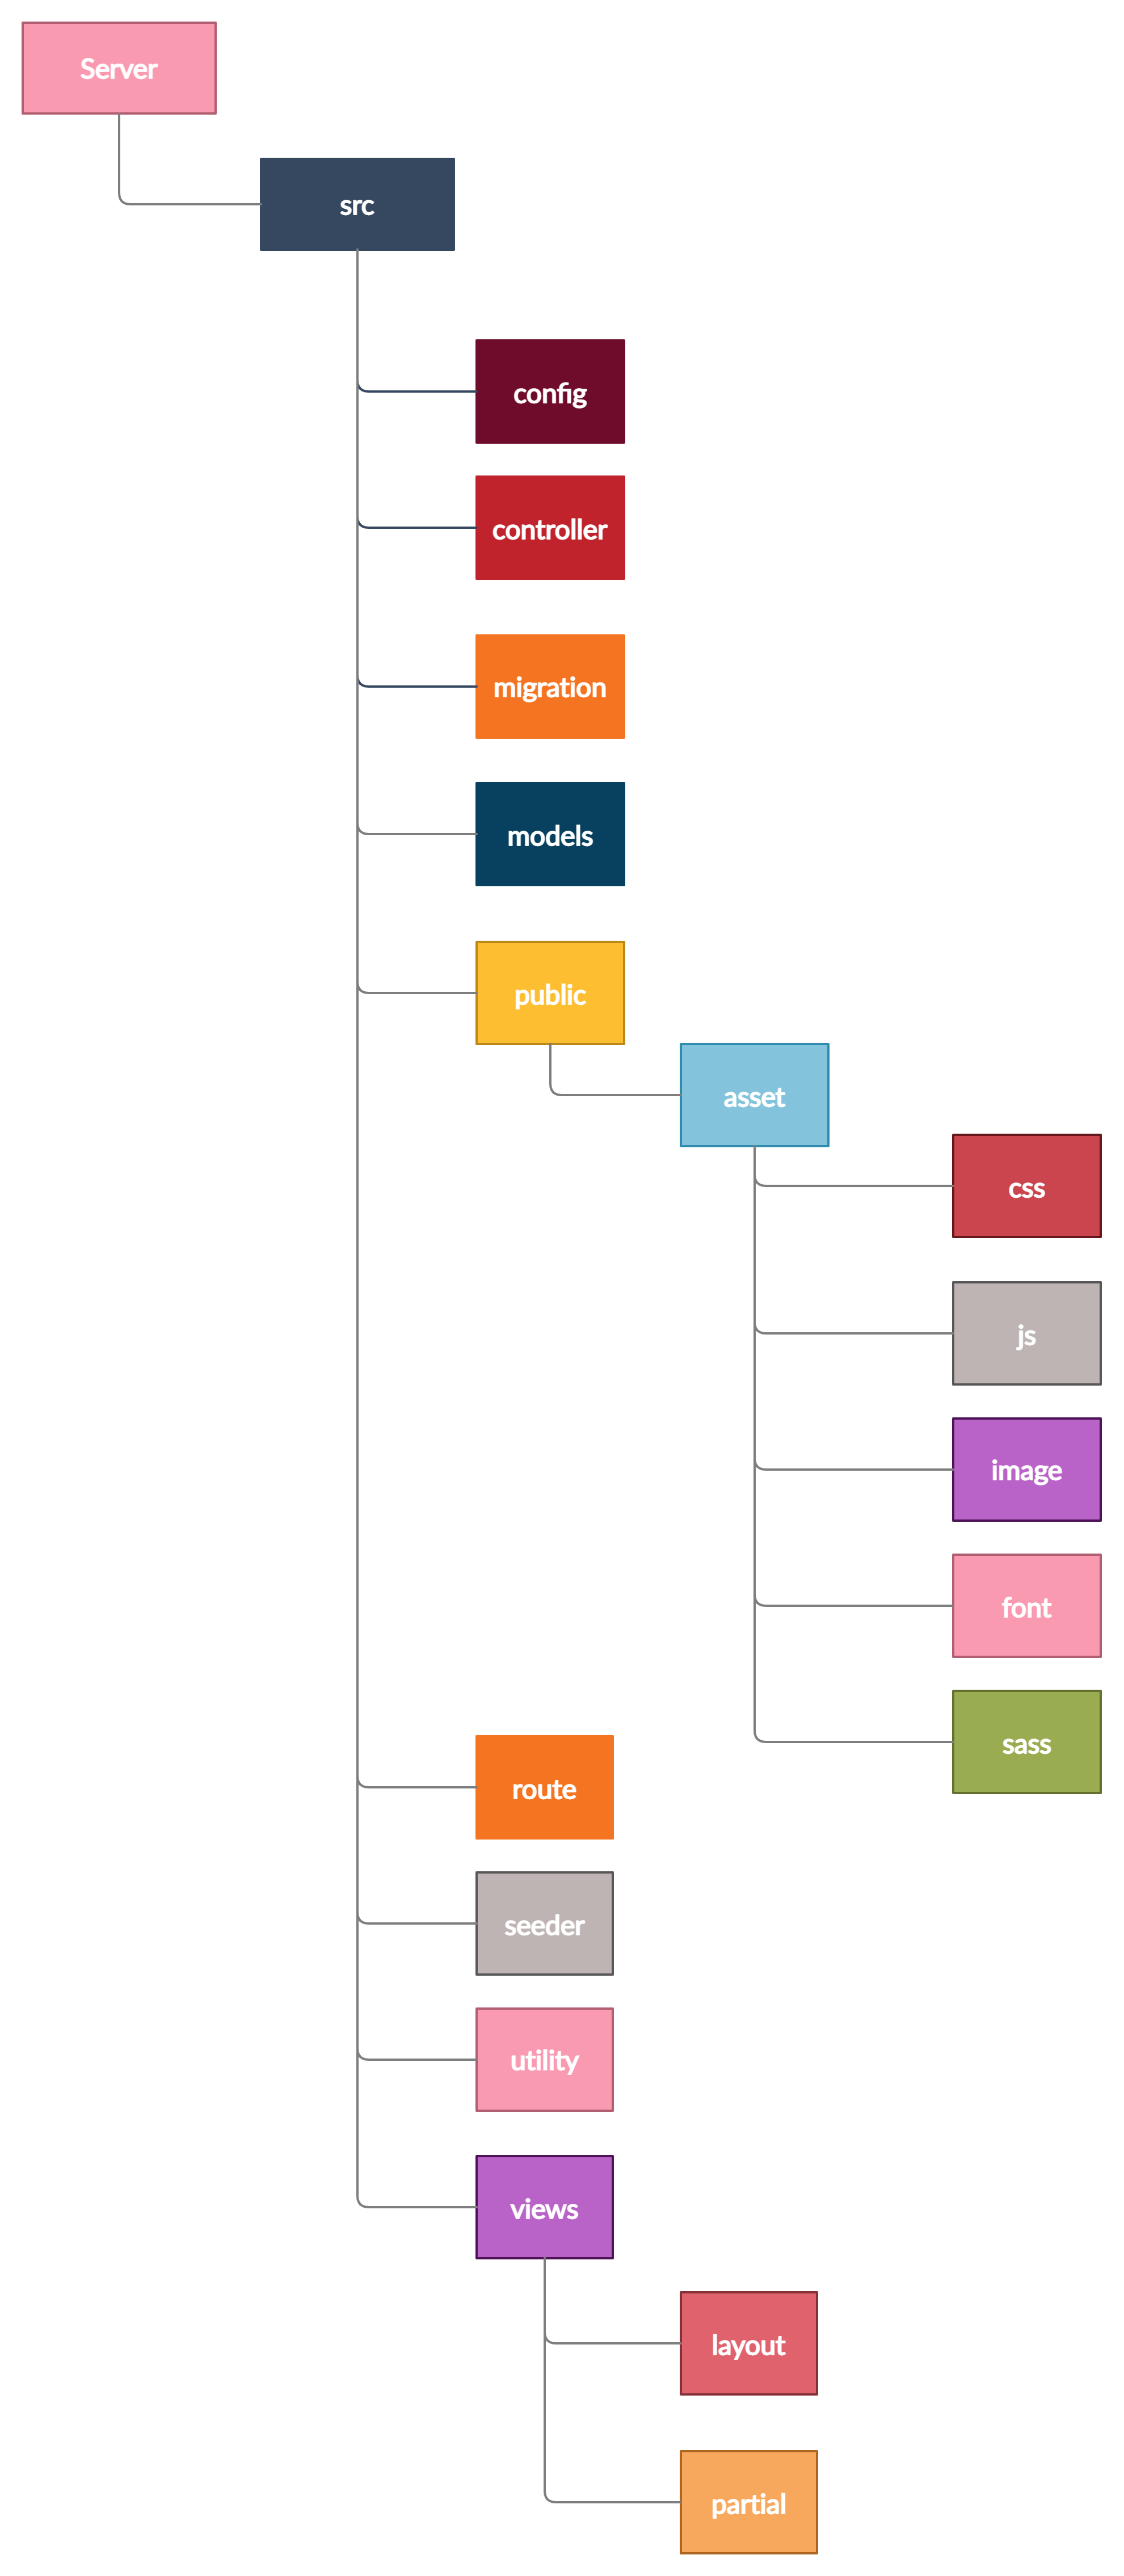 Server
src
config
controller
migration
models
public
asset
css
js
image
font
sass
route
seeder
utility
views
layout
partial